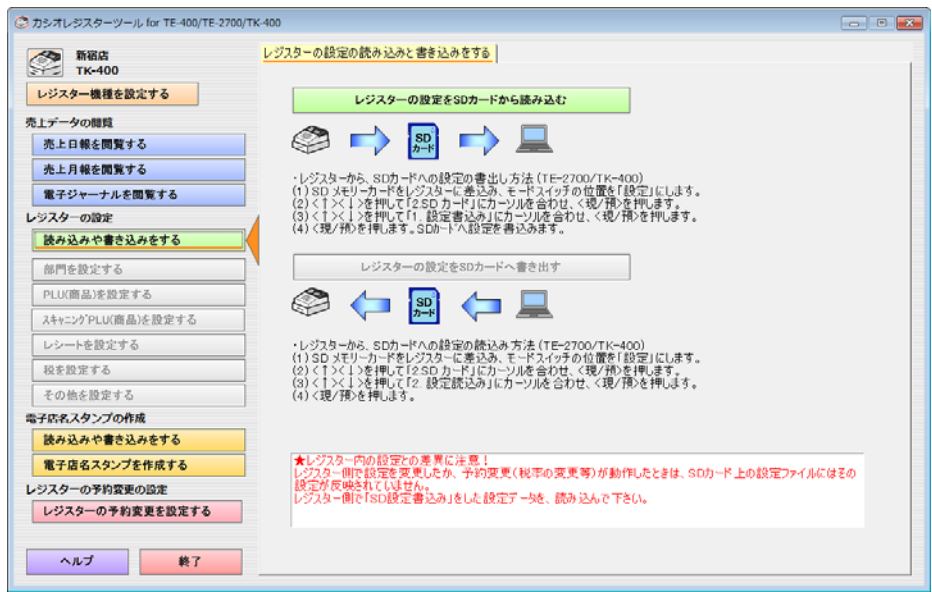 カシオレジスターツール for TE-400/TE-2700/TK-400
新宿店
TK-400
レジスター機種を設定する
売上データの閲覧
売上日報を閲覧する
売上月報を閲覧する
電子ジャーナルを閲覧する
レジスターの設定
読み込みや書き込みをする
部門を設定する
PLU(商品)を設定する
スキャニングPLU(商品)を設定する
レシートを設定する
税を設定する
その他を設定する
電子店名スタンプの作成
読み込みや書き込みをする
電子店名スタンプを作成する
レジスターの予約変更の設定
レジスターの予約変更を設定する
ヘルプ
終了
レジスターの設定の読み込みと書き込みをする
レジスターの設定をSDカードから読み込む
SD
カード
・レジスターから、SDカードへの設定の書出し方法(TE-2700/TK-400)
(1)SDメモリーカードをレジスターに差込み、モードスイッチの位置を「設定」にします。
(2)<↑><↓>を押して「2.SDカード」にカーソルを合わせ、<現/預>を押します。
(3)<↑><↓>を押して「1. 設定書込み」にカーソルを合わせ、<現/預>を押します。
(4)<現/預>を押します。SDカードへ設定を書込みます。
レジスターの設定をSDカードへ書き出す
SD
カード
・レジスターから、SDカードへの設定の読込み方法(TE-2700/TK-400)
(1)SDメモリーカードをレジスターに差込み、モードスイッチの位置を「設定」にします。
(2)<↑><↓>を押して「2.SDカード」にカーソルを合わせ、<現/預>を押します。
(3)<↑><↓>を押して「2. 設定読込み」にカーソルを合わせ、<現/預>を押します。
(4)<現/預>を押します。
★レジスター内の設定との差異に注意！
レジスター側で設定を変更したか、予約変更(税率の変更等)が動作したときは、SDカード上の設定ファイルにはその
設定が反映されていません。
レジスター側で「SD設定書込み」をした設定データを、読み込んで下さい。